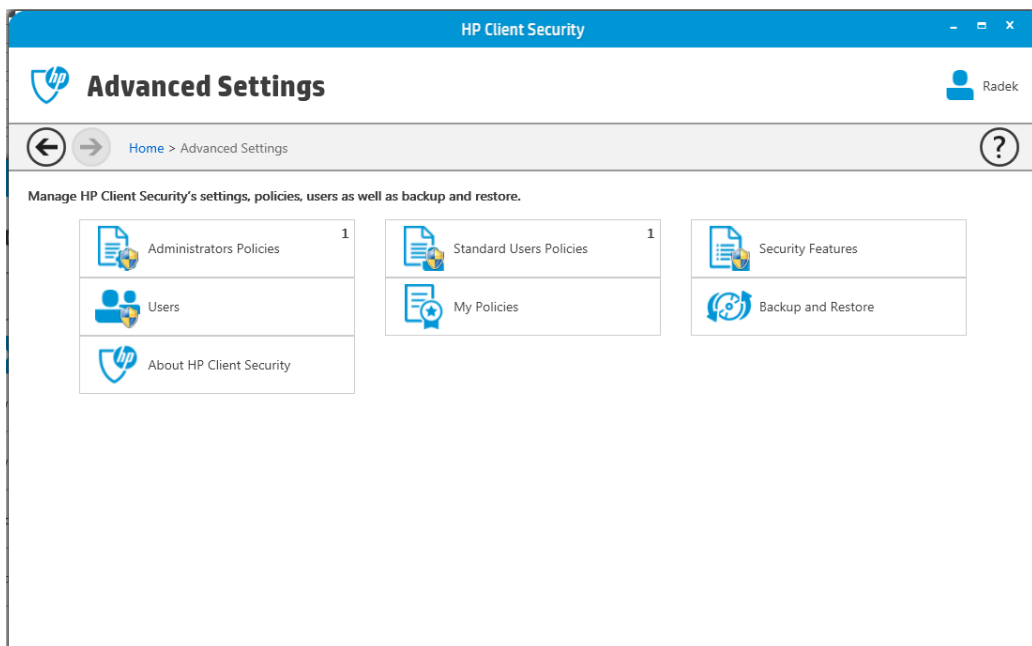 HP Client Security
hp Advanced Settings
Radek
Home > Advanced Settings
?
Manage HP Client Security's settings, policies, users as well as backup and restore.
Administrators Policies 1
Standard Users Policies 1
Security Features
Users
My Policies
Backup and Restore
hp About HP Client Security